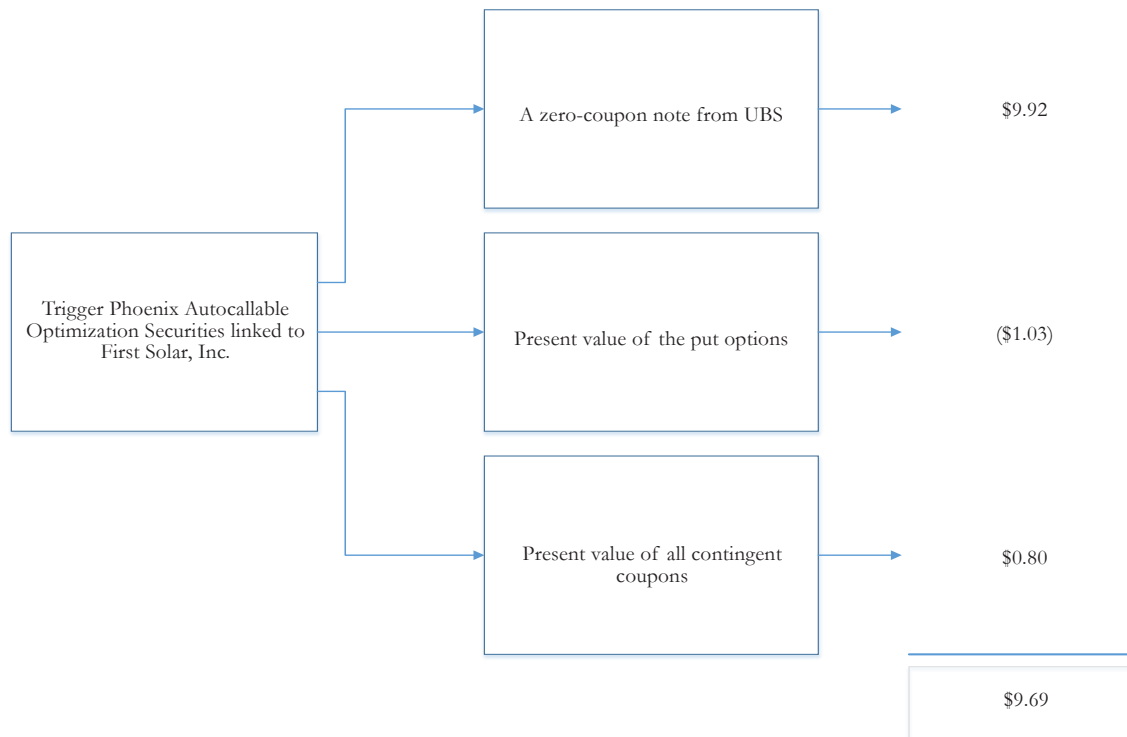 A zero-coupon note from UBS
$9.92
Trigger Phoenix Autocallable
Optimization Securities linked to
First Solar, Inc.
Present value of the put options
($1.03)
Present value of all contingent
coupons
$0.80
$9.69